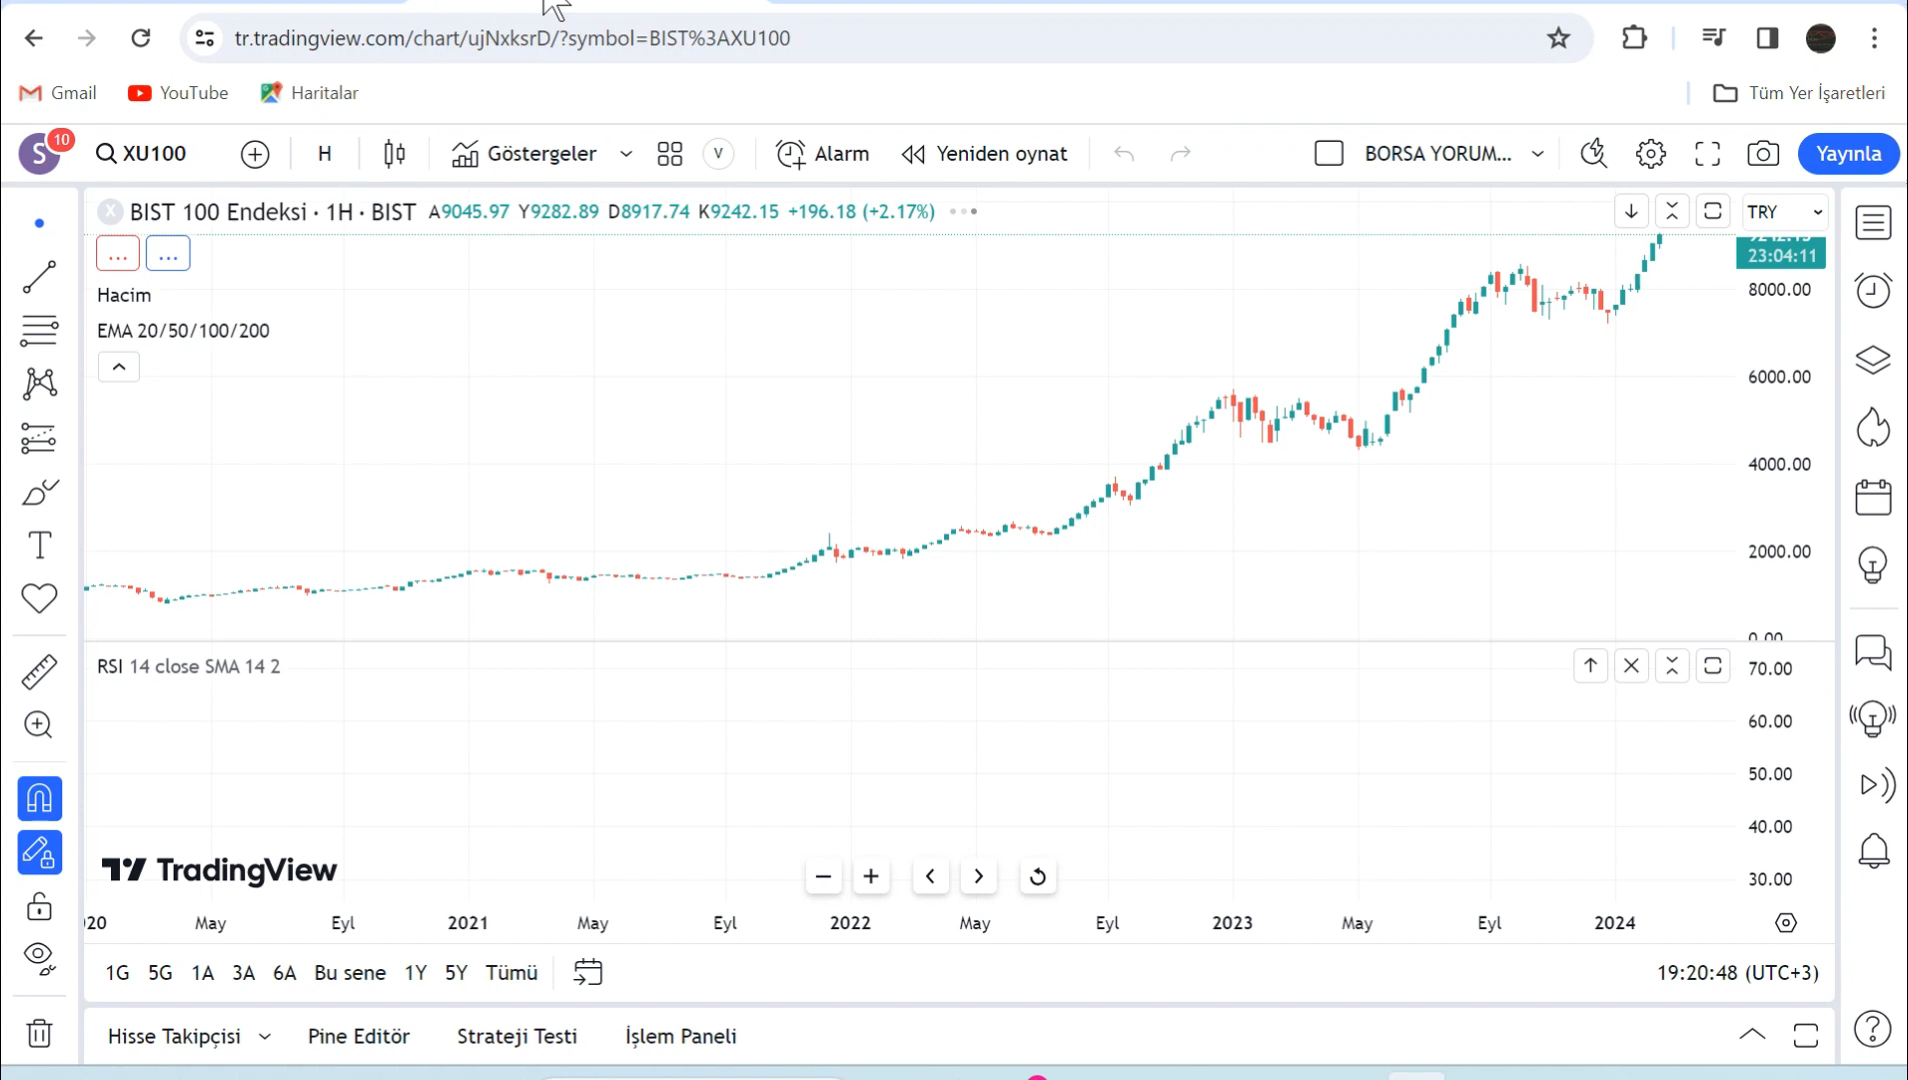 tr.tradingview.com/chart/ujNxksrD/?symbol=BIST%3AXU100
Gmail YouTube Haritalar Tüm Yer İşaretleri
S 10 XU100 H Göstergeler V Alarm Yeniden oynat BORSA YORUM... Yayınla
X BIST 100 Endeksi · 1H · BIST A9045.97 Y9282.89 D8917.74 K9242.15 +196.18 (+2.17%) TRY
9242.15
23:04:11
Hacim
EMA 20/50/100/200
8000.00
6000.00
4000.00
2000.00
0.00
RSI 14 close SMA 14 2
70.00
60.00
50.00
40.00
30.00
TradingView
020 May Eyl 2021 May Eyl 2022 May Eyl 2023 May Eyl 2024
1G 5G 1A 3A 6A Bu sene 1Y 5Y Tümü 19:20:48 (UTC+3)
Hisse Takipçisi Pine Editör Strateji Testi İşlem Paneli